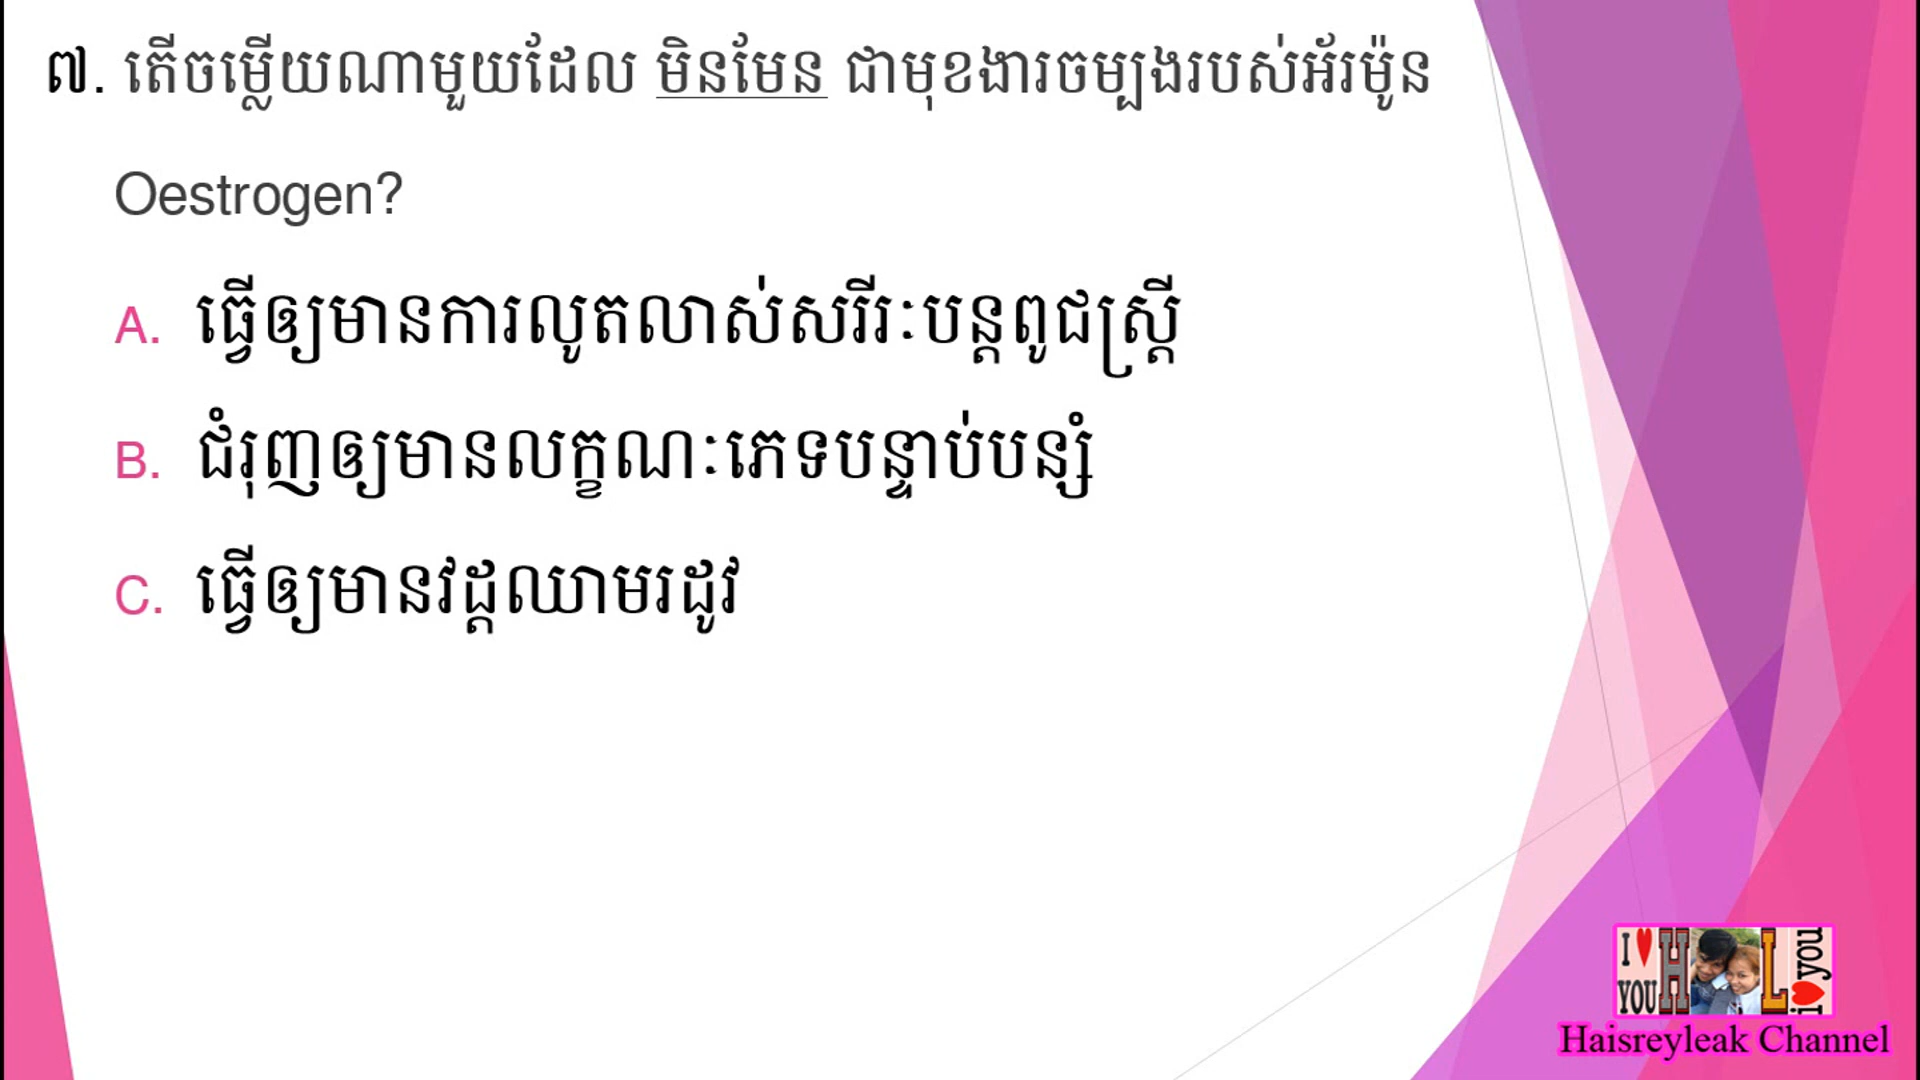 ៧. តើចម្លើយណាមួយដែល មិនមែន ជាមុខងារចម្បងរបស់អ័រម៉ូន
Oestrogen?
A. ធ្វើឲ្យមានការលូតលាស់សរីរៈបន្តពូជស្ត្រី
B. ជំរុញឲ្យមានលក្ខណៈភេទបន្ទាប់បន្សំ
C. ធ្វើឲ្យមានវដ្តឈាមរដូវ
I ♥ YOU H L i ♥ you
Haisreyleak Channel